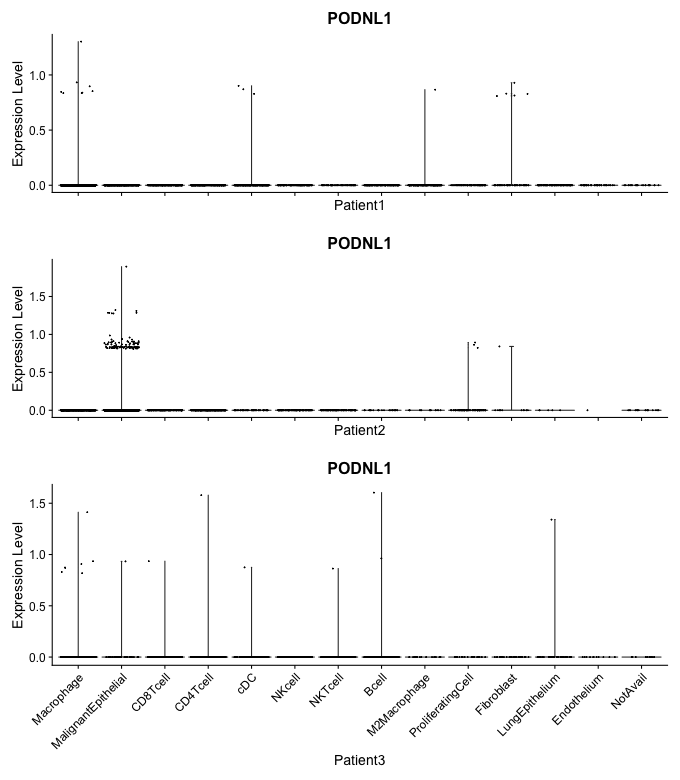 PODNL1
Expression Level
1.0
0.5
0.0
Patient1
PODNL1
Expression Level
1.5
1.0
0.5
0.0
Patient2
PODNL1
Expression Level
1.5
1.0
0.5
0.0
Macrophage
MalignantEpithelial
CD8Tcell
CD4Tcell
cDC
NKcell
NKTcell
Bcell
M2Macrophage
ProliferatingCell
Fibroblast
LungEpithelium
Endothelium
NotAvail
Patient3